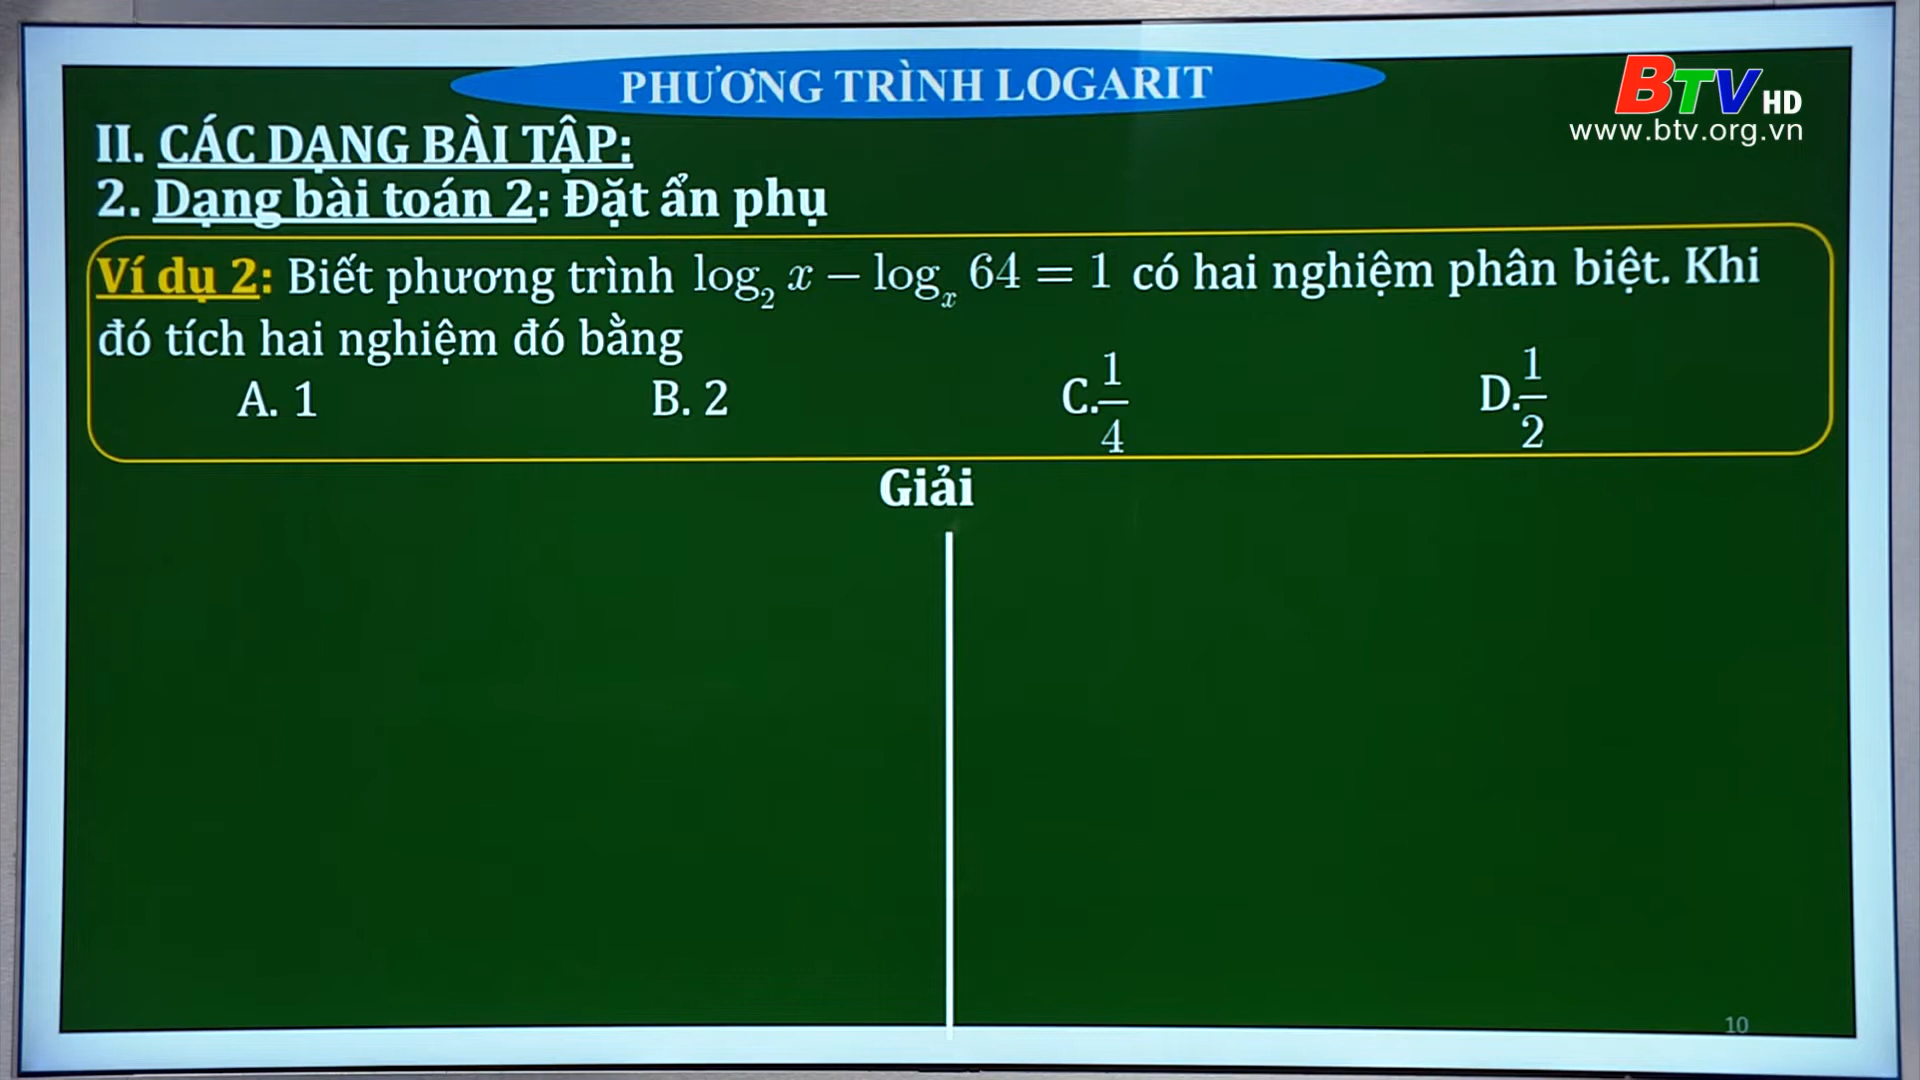 PHƯƠNG TRÌNH LOGARIT
BTV HD
www.btv.org.vn
II. CÁC DẠNG BÀI TẬP:
2. Dạng bài toán 2: Đặt ẩn phụ
Ví dụ 2: Biết phương trình log₂ x − logₓ 64 = 1 có hai nghiệm phân biệt. Khi
đó tích hai nghiệm đó bằng
A. 1 B. 2 C. 1/4 D. 1/2
Giải
10